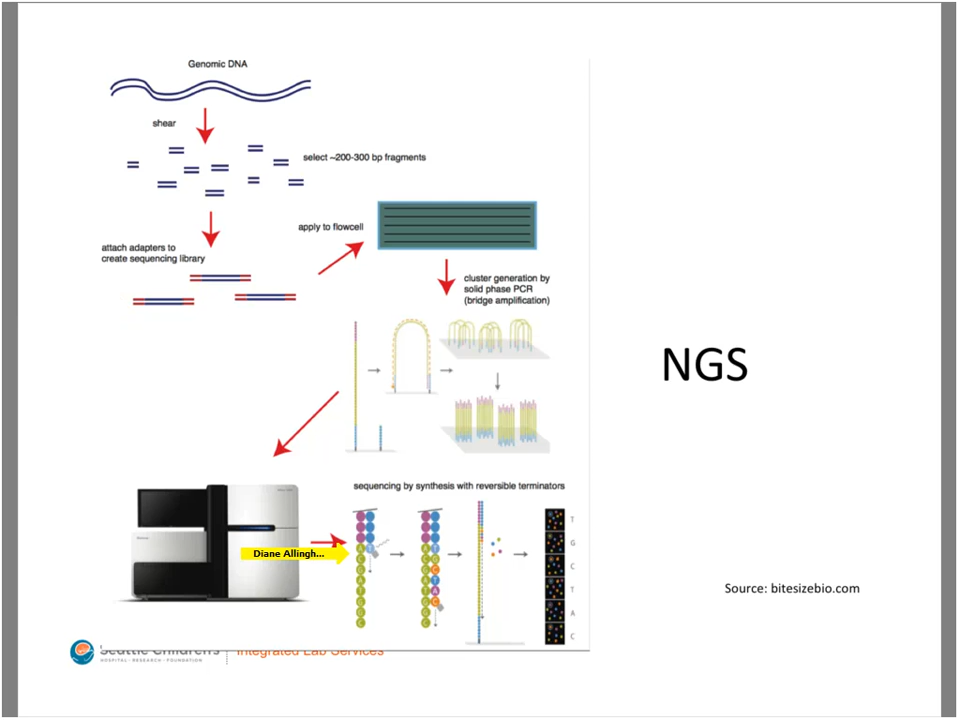 Genomic DNA
shear
select ~200-300 bp fragments
apply to flowcell
attach adapters to
create sequencing library
cluster generation by
solid phase PCR
(bridge amplification)
NGS
sequencing by synthesis with reversible terminators
Diane Allingh...
A T
C
G
A
T
G
G
C
A T
C G
G C
A T
T A
G C
G
C
T
G
C
T
A
C
Source: bitesizebio.com
Seattle Children's
HOSPITAL • RESEARCH • FOUNDATION
Integrated Lab Services